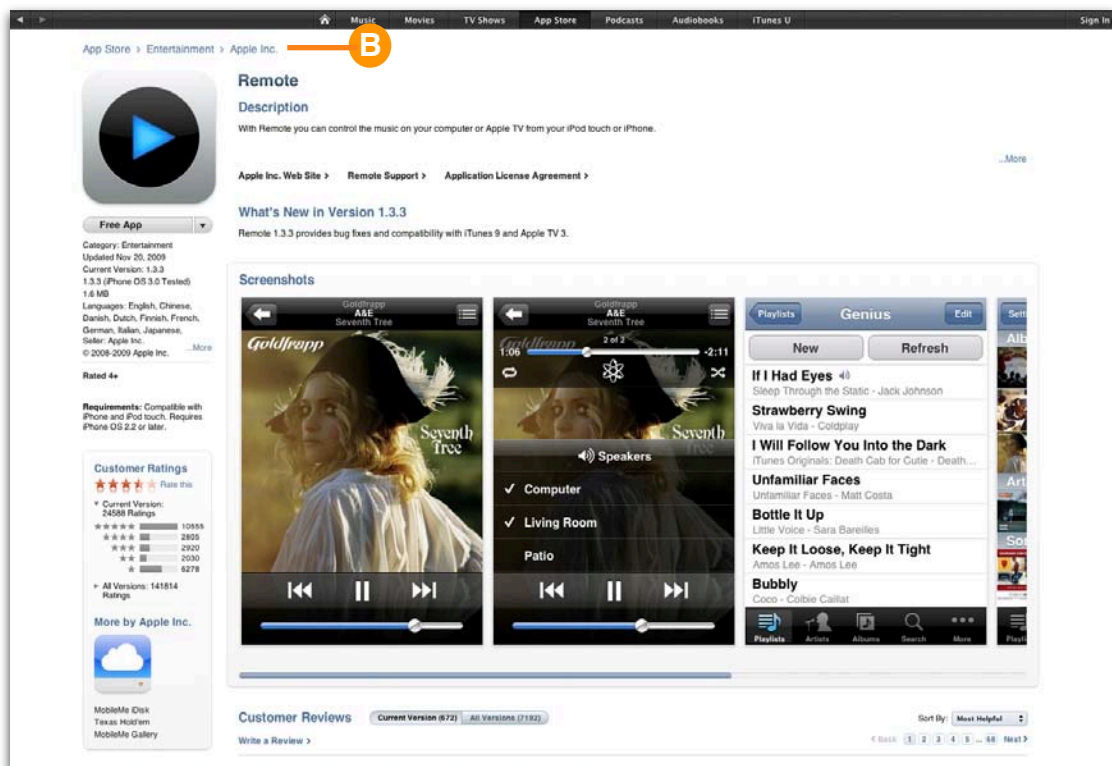 Music Movies TV Shows App Store Podcasts Audiobooks iTunes U Sign In
App Store > Entertainment > Apple Inc.
B
Remote
Description
With Remote you can control the music on your computer or Apple TV from your iPod touch or iPhone.
...More
Apple Inc. Web Site > Remote Support > Application License Agreement >
What's New in Version 1.3.3
Remote 1.3.3 provides bug fixes and compatibility with iTunes 9 and Apple TV 3.
Free App
Category: Entertainment
Updated Nov 20, 2009
Current Version: 1.3.3
1.3.3 (iPhone OS 3.0 Tested)
1.6 MB
Languages: English, Chinese,
Danish, Dutch, Finnish, French,
German, Italian, Japanese,
Seller: Apple Inc.
© 2008-2009 Apple Inc.
...More
Rated 4+
Requirements: Compatible with
iPhone and iPod touch. Requires
iPhone OS 2.2 or later.
Customer Ratings
Rate this
Current Version:
24588 Ratings
10555
2805
2920
2030
6278
All Versions: 141814
Ratings
More by Apple Inc.
MobileMe iDisk
Texas Hold'em
MobileMe Gallery
Screenshots
Goldfrapp
A&E
Seventh Tree
Goldfrapp
Seventh
Tree
Goldfrapp
A&E
Seventh Tree
2 of 2
1:06 -2:11
Goldfrapp
Seventh
Tree
Speakers
✓ Computer
✓ Living Room
Patio
Playlists Genius Edit
New Refresh
If I Had Eyes
Sleep Through the Static - Jack Johnson
Strawberry Swing
Viva la Vida - Coldplay
I Will Follow You Into the Dark
iTunes Originals: Death Cab for Cutie - Death...
Unfamiliar Faces
Unfamiliar Faces - Matt Costa
Bottle It Up
Little Voice - Sara Bareilles
Keep It Loose, Keep It Tight
Amos Lee - Amos Lee
Bubbly
Coco - Colbie Caillat
Playlists Artists Albums Search More
Setti
Alb
Art
So
Playli
Customer Reviews Current Version (672) All Versions (7192)
Sort By: Most Helpful
Write a Review >
< Back 1 2 3 4 5 ... 68 Next >